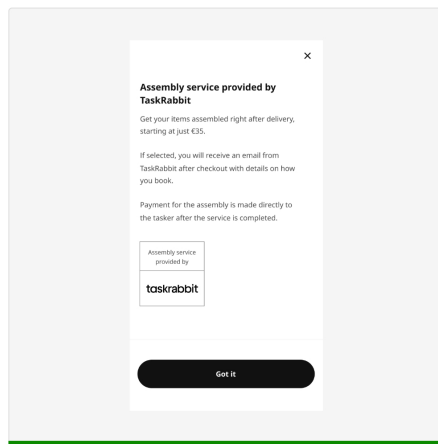 Assembly service provided by
TaskRabbit
Get your items assembled right after delivery,
starting at just €35.
If selected, you will receive an email from
TaskRabbit after checkout with details on how
you book.
Payment for the assembly is made directly to
the tasker after the service is completed.
Assembly service
provided by
taskrabbit
Got it